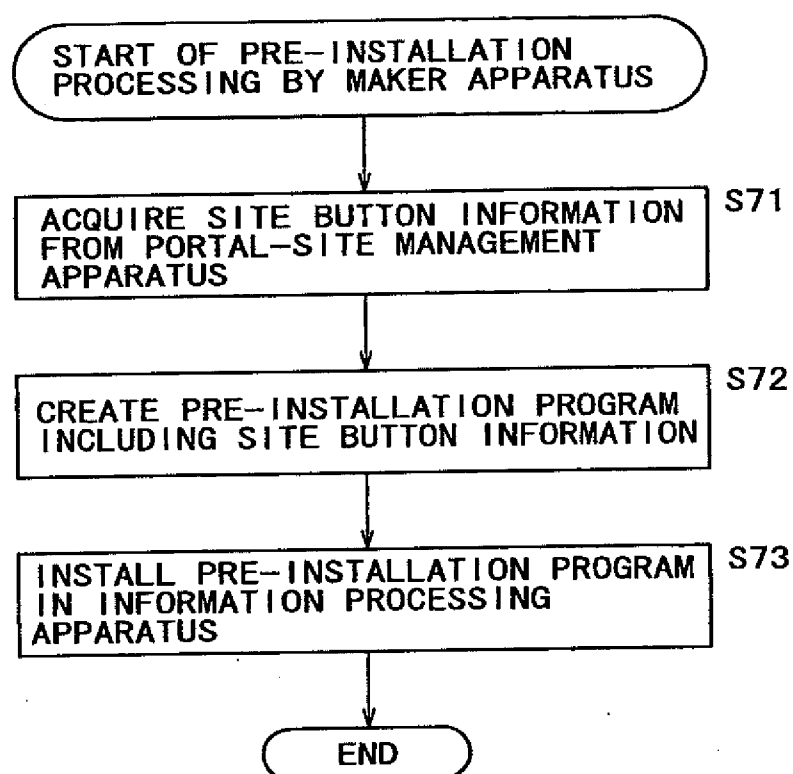 START OF PRE-INSTALLATION
PROCESSING BY MAKER APPARATUS
S71
ACQUIRE SITE BUTTON INFORMATION
FROM PORTAL-SITE MANAGEMENT
APPARATUS
S72
CREATE PRE-INSTALLATION PROGRAM
INCLUDING SITE BUTTON INFORMATION
S73
INSTALL PRE-INSTALLATION PROGRAM
IN INFORMATION PROCESSING
APPARATUS
END